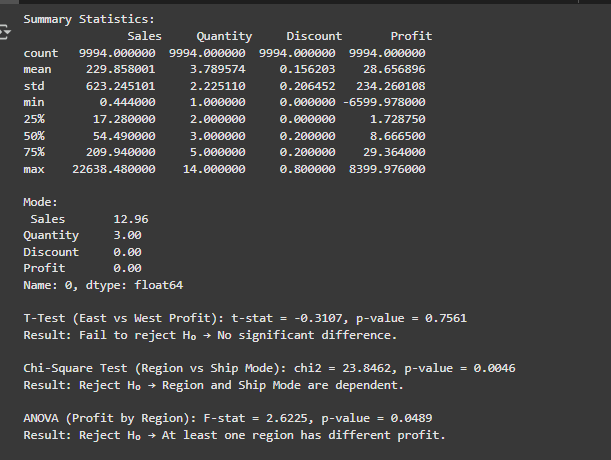 Summary Statistics:
Sales Quantity Discount Profit
count 9994.000000 9994.000000 9994.000000 9994.000000
mean 229.858001 3.789574 0.156203 28.656896
std 623.245101 2.225110 0.206452 234.260108
min 0.444000 1.000000 0.000000 -6599.978000
25% 17.280000 2.000000 0.000000 1.728750
50% 54.490000 3.000000 0.200000 8.666500
75% 209.940000 5.000000 0.200000 29.364000
max 22638.480000 14.000000 0.800000 8399.976000
Mode:
Sales 12.96
Quantity 3.00
Discount 0.00
Profit 0.00
Name: 0, dtype: float64
T-Test (East vs West Profit): t-stat = -0.3107, p-value = 0.7561
Result: Fail to reject H₀ → No significant difference.
Chi-Square Test (Region vs Ship Mode): chi2 = 23.8462, p-value = 0.0046
Result: Reject H₀ → Region and Ship Mode are dependent.
ANOVA (Profit by Region): F-stat = 2.6225, p-value = 0.0489
Result: Reject H₀ → At least one region has different profit.